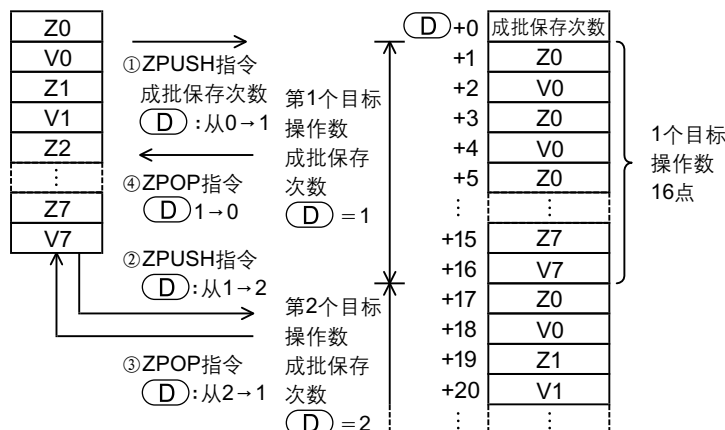 Z0
V0
Z1
V1
Z2
⋮
Z7
V7
①ZPUSH指令
成批保存次数
D:从0→1
④ZPOP指令
D 1→0
②ZPUSH指令
D:从1→2
③ZPOP指令
D:从2→1
第1个目标
操作数
成批保存
次数
D=1
第2个目标
操作数
成批保存
次数
D=2
D+0 成批保存次数
+1 Z0
+2 V0
+3 Z0
+4 V0
+5 Z0
⋮ ⋮
+15 Z7
+16 V7
+17 Z0
+18 V0
+19 Z1
+20 V1
⋮ ⋮
1个目标
操作数
16点